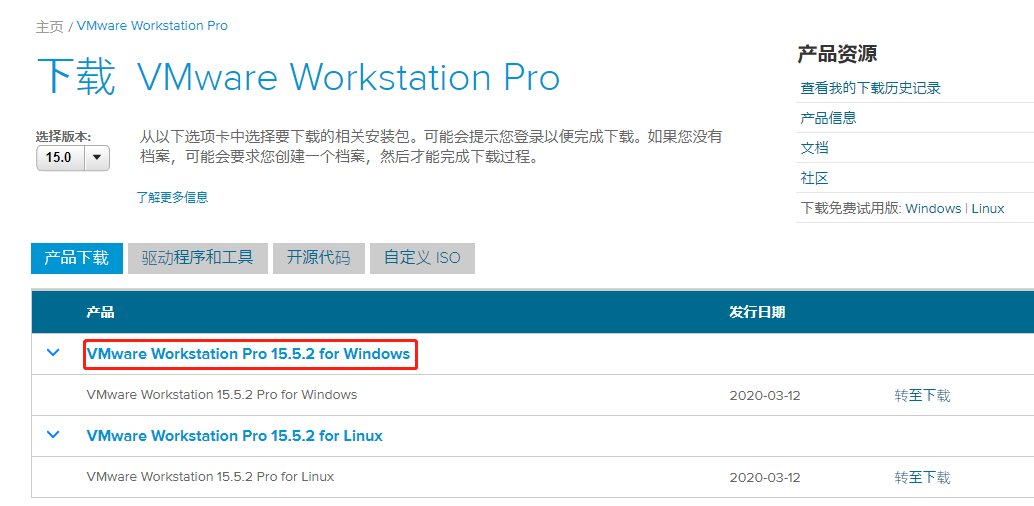 主页 / VMware Workstation Pro
下载 VMware Workstation Pro
选择版本:
15.0
从以下选项卡中选择要下载的相关安装包。可能会提示您登录以便完成下载。如果您没有
档案，可能会要求您创建一个档案，然后才能完成下载过程。
了解更多信息
产品资源
查看我的下载历史记录
产品信息
文档
社区
下载免费试用版: Windows | Linux
产品下载 驱动程序和工具 开源代码 自定义 ISO
产品 发行日期
VMware Workstation Pro 15.5.2 for Windows
VMware Workstation 15.5.2 Pro for Windows 2020-03-12 转至下载
VMware Workstation Pro 15.5.2 for Linux
VMware Workstation 15.5.2 Pro for Linux 2020-03-12 转至下载